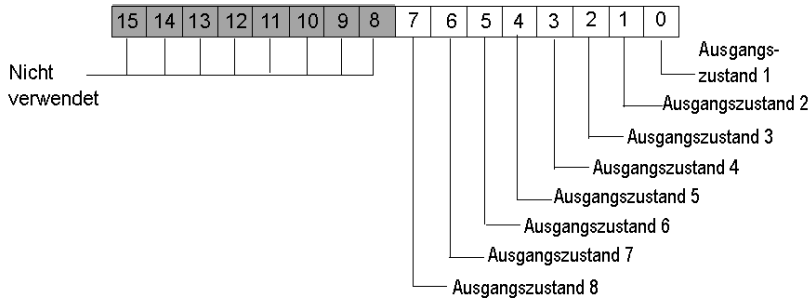 15 14 13 12 11 10 9 8 7 6 5 4 3 2 1 0
Nicht
verwendet
Ausgangs-
zustand 1
Ausgangszustand 2
Ausgangszustand 3
Ausgangszustand 4
Ausgangszustand 5
Ausgangszustand 6
Ausgangszustand 7
Ausgangszustand 8